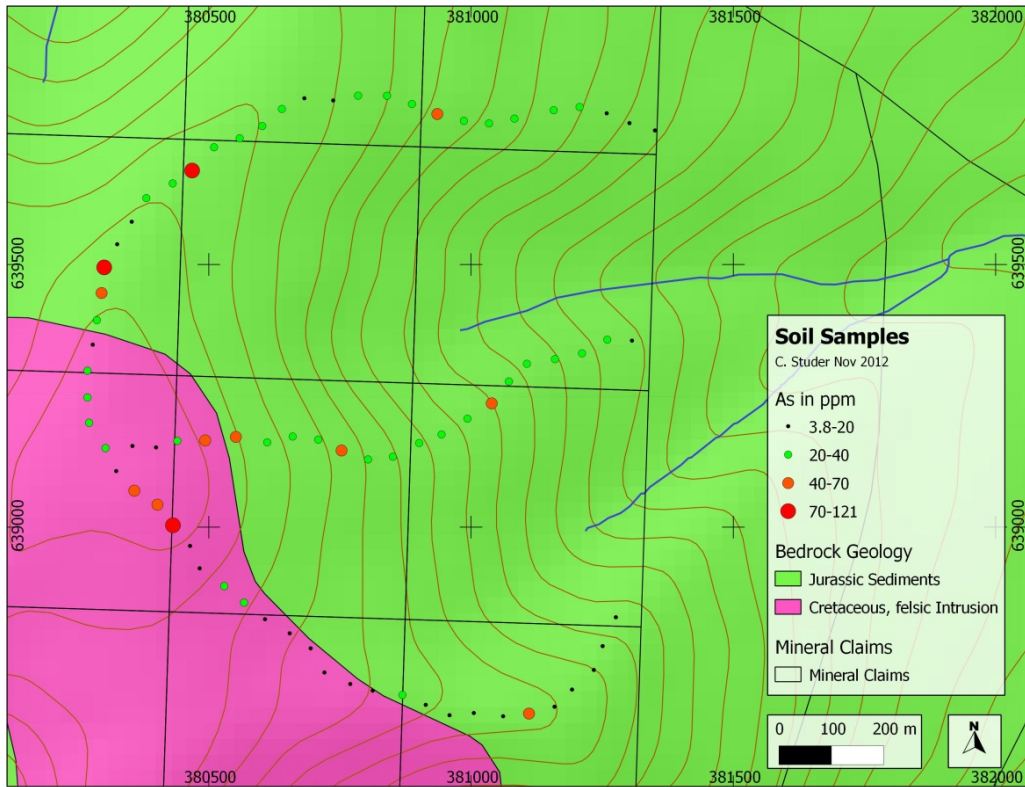 380500 381000 381500 382000
639500 639500
Soil Samples
C. Studer Nov 2012
As in ppm
3.8-20
20-40
40-70
70-121
Bedrock Geology
Jurassic Sediments
Cretaceous, felsic Intrusion
Mineral Claims
Mineral Claims
639000 639000
0 100 200 m
N
380500 381000 381500 382000